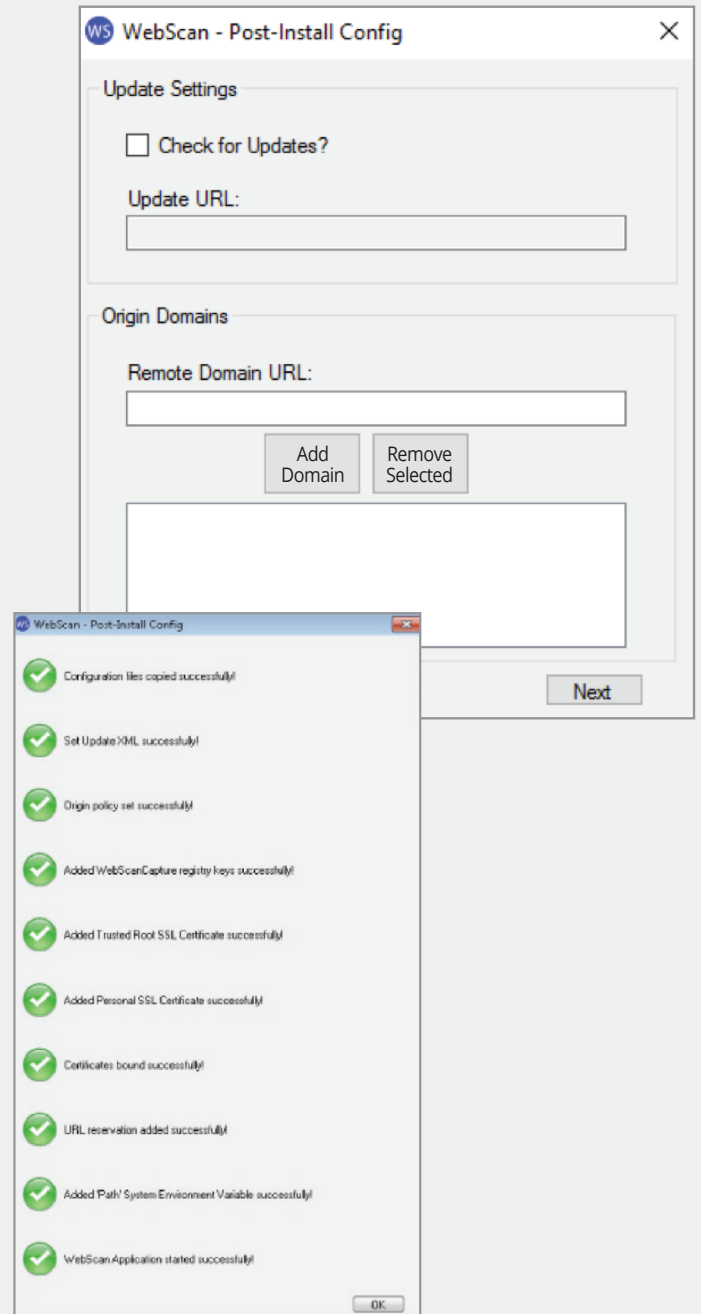 WS WebScan - Post-Install Config
Update Settings
Check for Updates?
Update URL:
Origin Domains
Remote Domain URL:
Add
Domain
Remove
Selected
Next
WS WebScan - Post-Install Config
Configuration files copied successfully!
Set Update XML successfully!
Origin policy set successfully!
Added WebScanCapture registry keys successfully!
Added Trusted Root SSL Certificate successfully!
Added Personal SSL Certificate successfully!
Certificates bound successfully!
URL reservation added successfully!
Added 'Path' System Environment Variable successfully!
WebScan Application started successfully!
OK